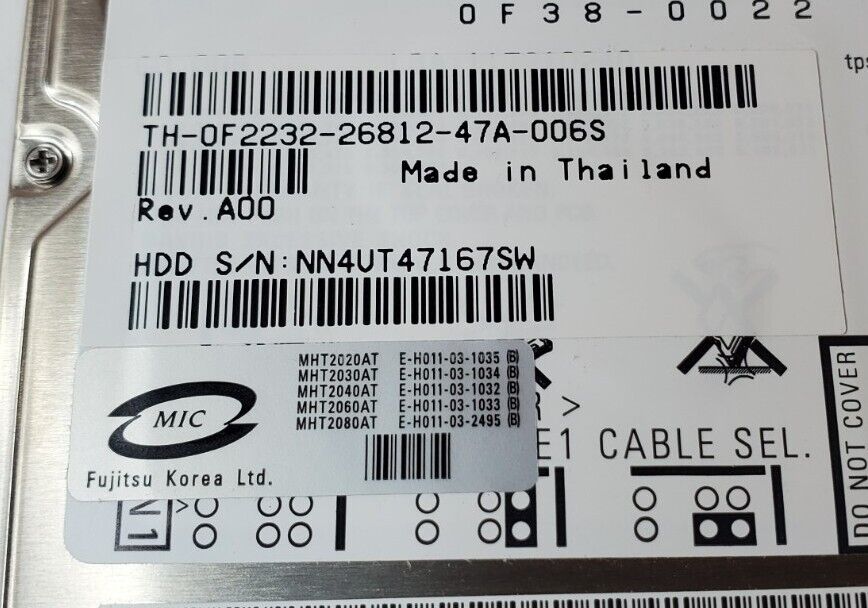 0F38-0022
tps
TH-0F2232-26812-47A-006S
Made in Thailand
Rev.A00
HDD S/N:NN4UT47167SW
MHT2020AT E-H011-03-1035 (B)
MHT2030AT E-H011-03-1034 (B)
MHT2040AT E-H011-03-1032 (B)
MHT2060AT E-H011-03-1033 (B)
MHT2080AT E-H011-03-2495 (B)
MIC
Fujitsu Korea Ltd.
R >
E1 CABLE SEL.
N 1
DO NOT COVER